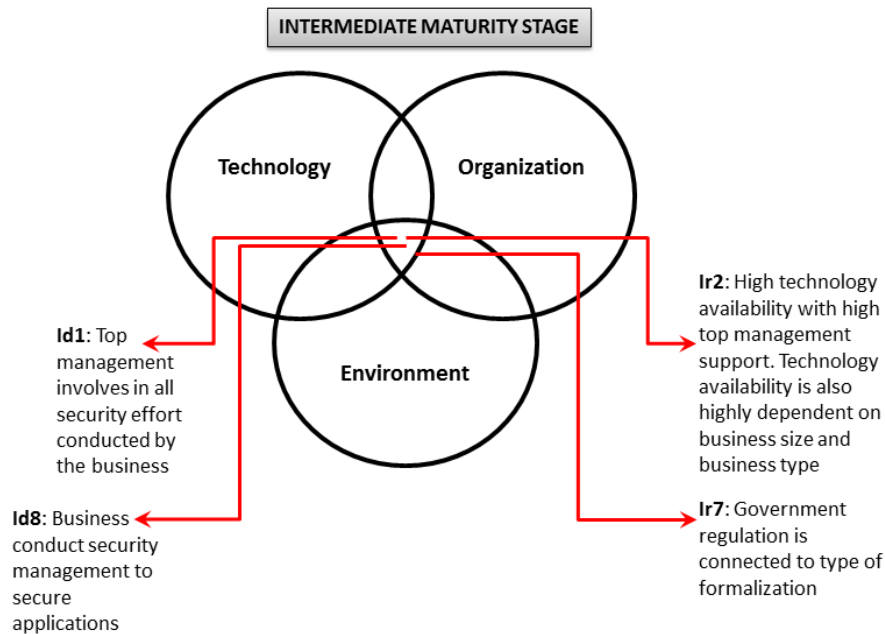 INTERMEDIATE MATURITY STAGE
Technology
Organization
Environment
Id1: Top
management
involves in all
security effort
conducted by
the business
Ir2: High technology
availability with high
top management
support. Technology
availability is also
highly dependent on
business size and
business type
Id8: Business
conduct security
management to
secure
applications
Ir7: Government
regulation is
connected to type of
formalization